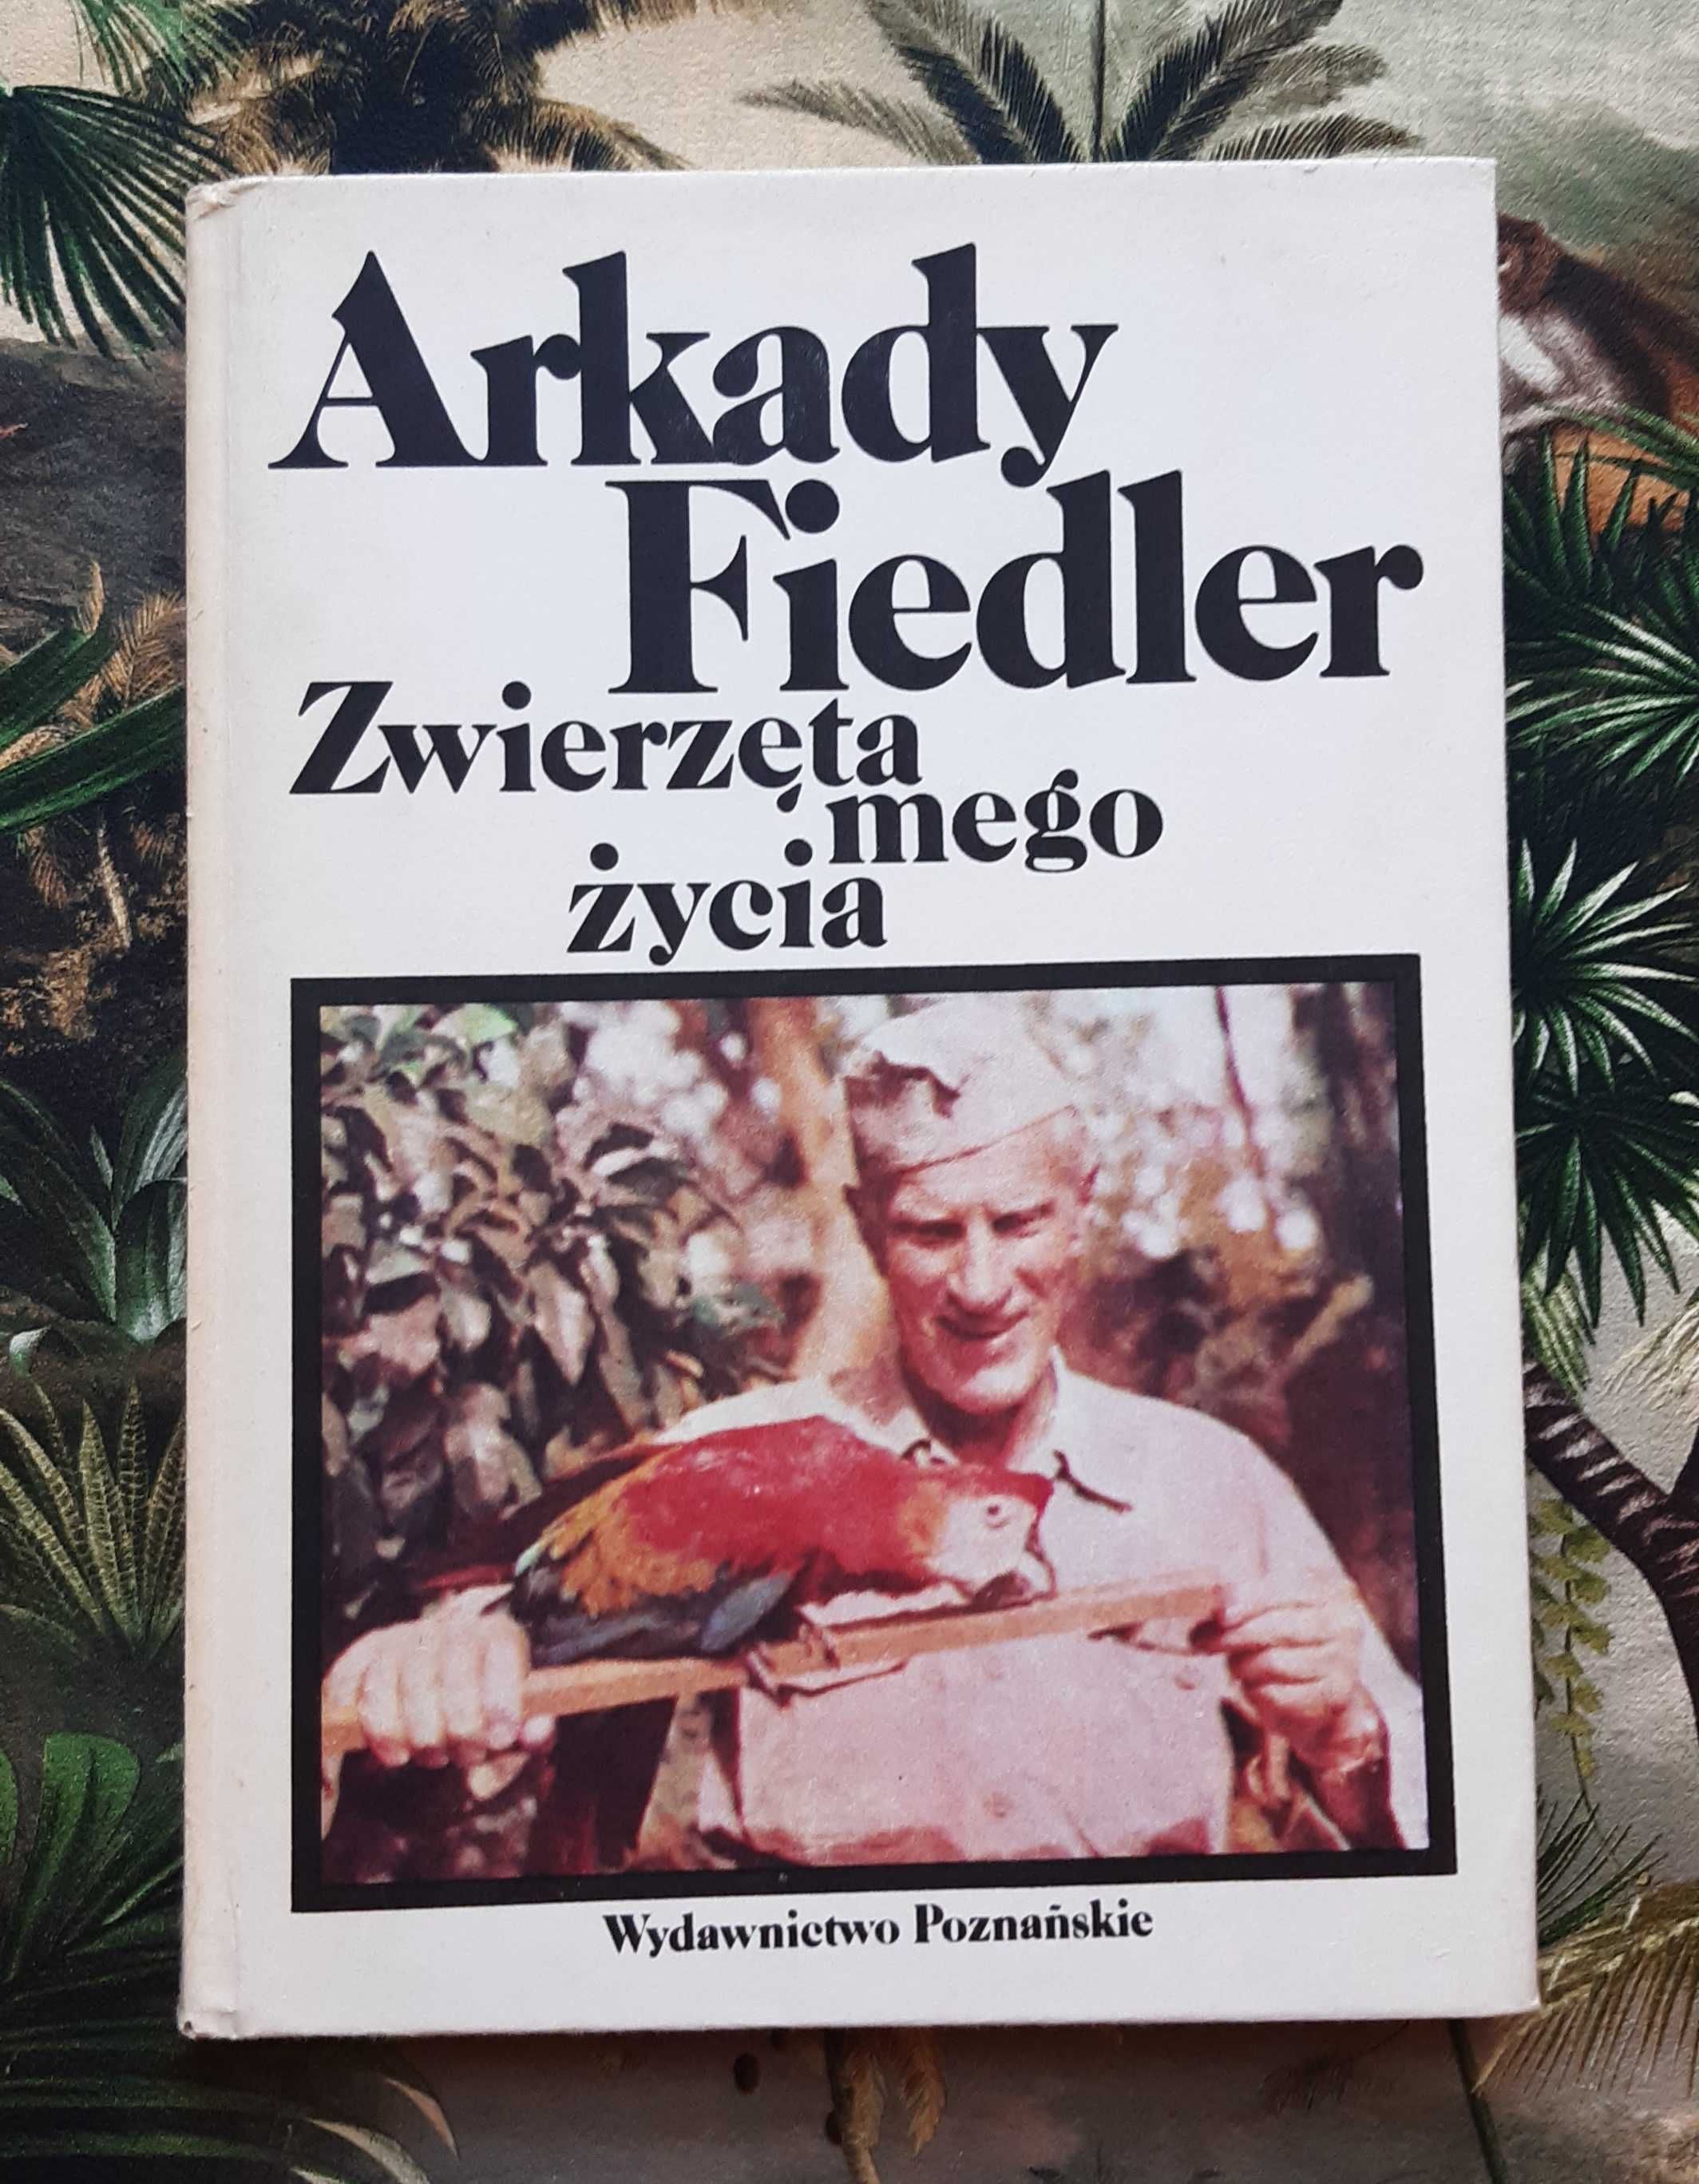 Arkady
Fiedler
Zwierzęta
mego
życia
Wydawnictwo Poznańskie